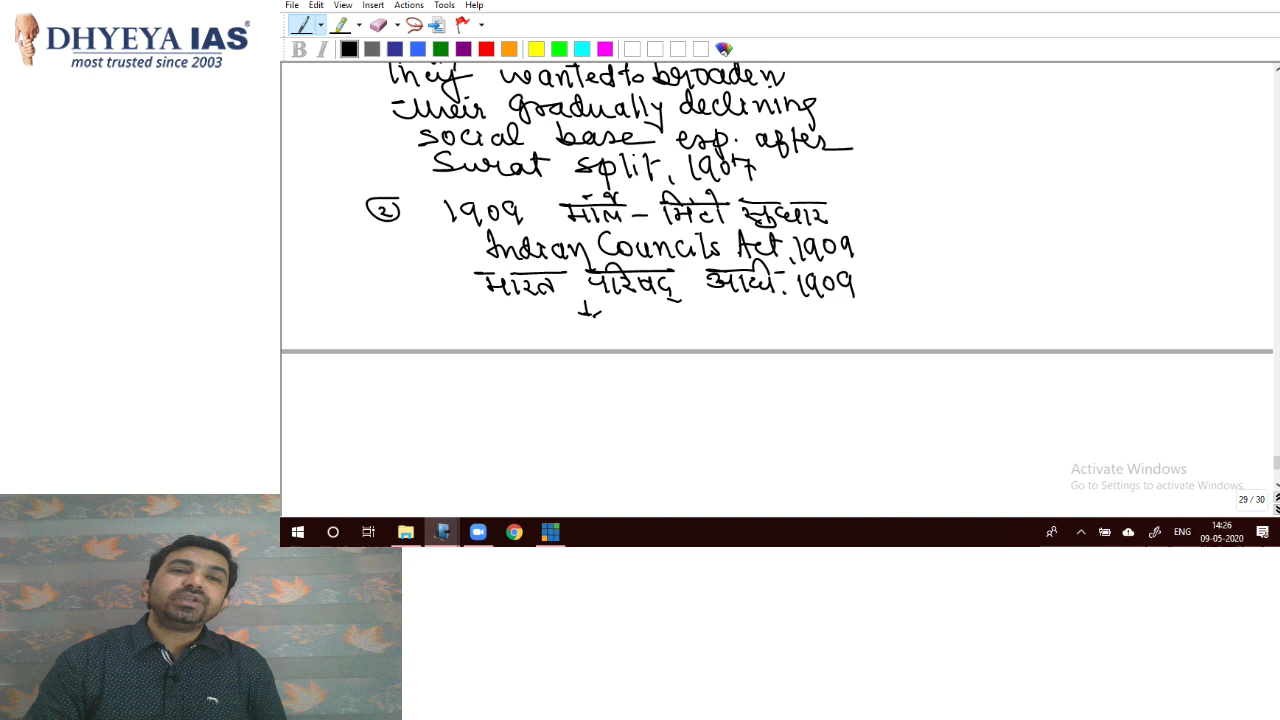 DHYEYA IAS®
most trusted since 2003
File Edit View Insert Actions Tools Help
B I
They wanted to broaden
their gradually declining
social base esp. after
Surat split, 1907
② 1909 मार्ले - मिंटो सुधार
Indian Councils Act, 1909
भारत परिषद् अधि. 1909
Activate Windows
Go to Settings to activate Windows.
29 / 30
ENG
14:26
09-05-2020